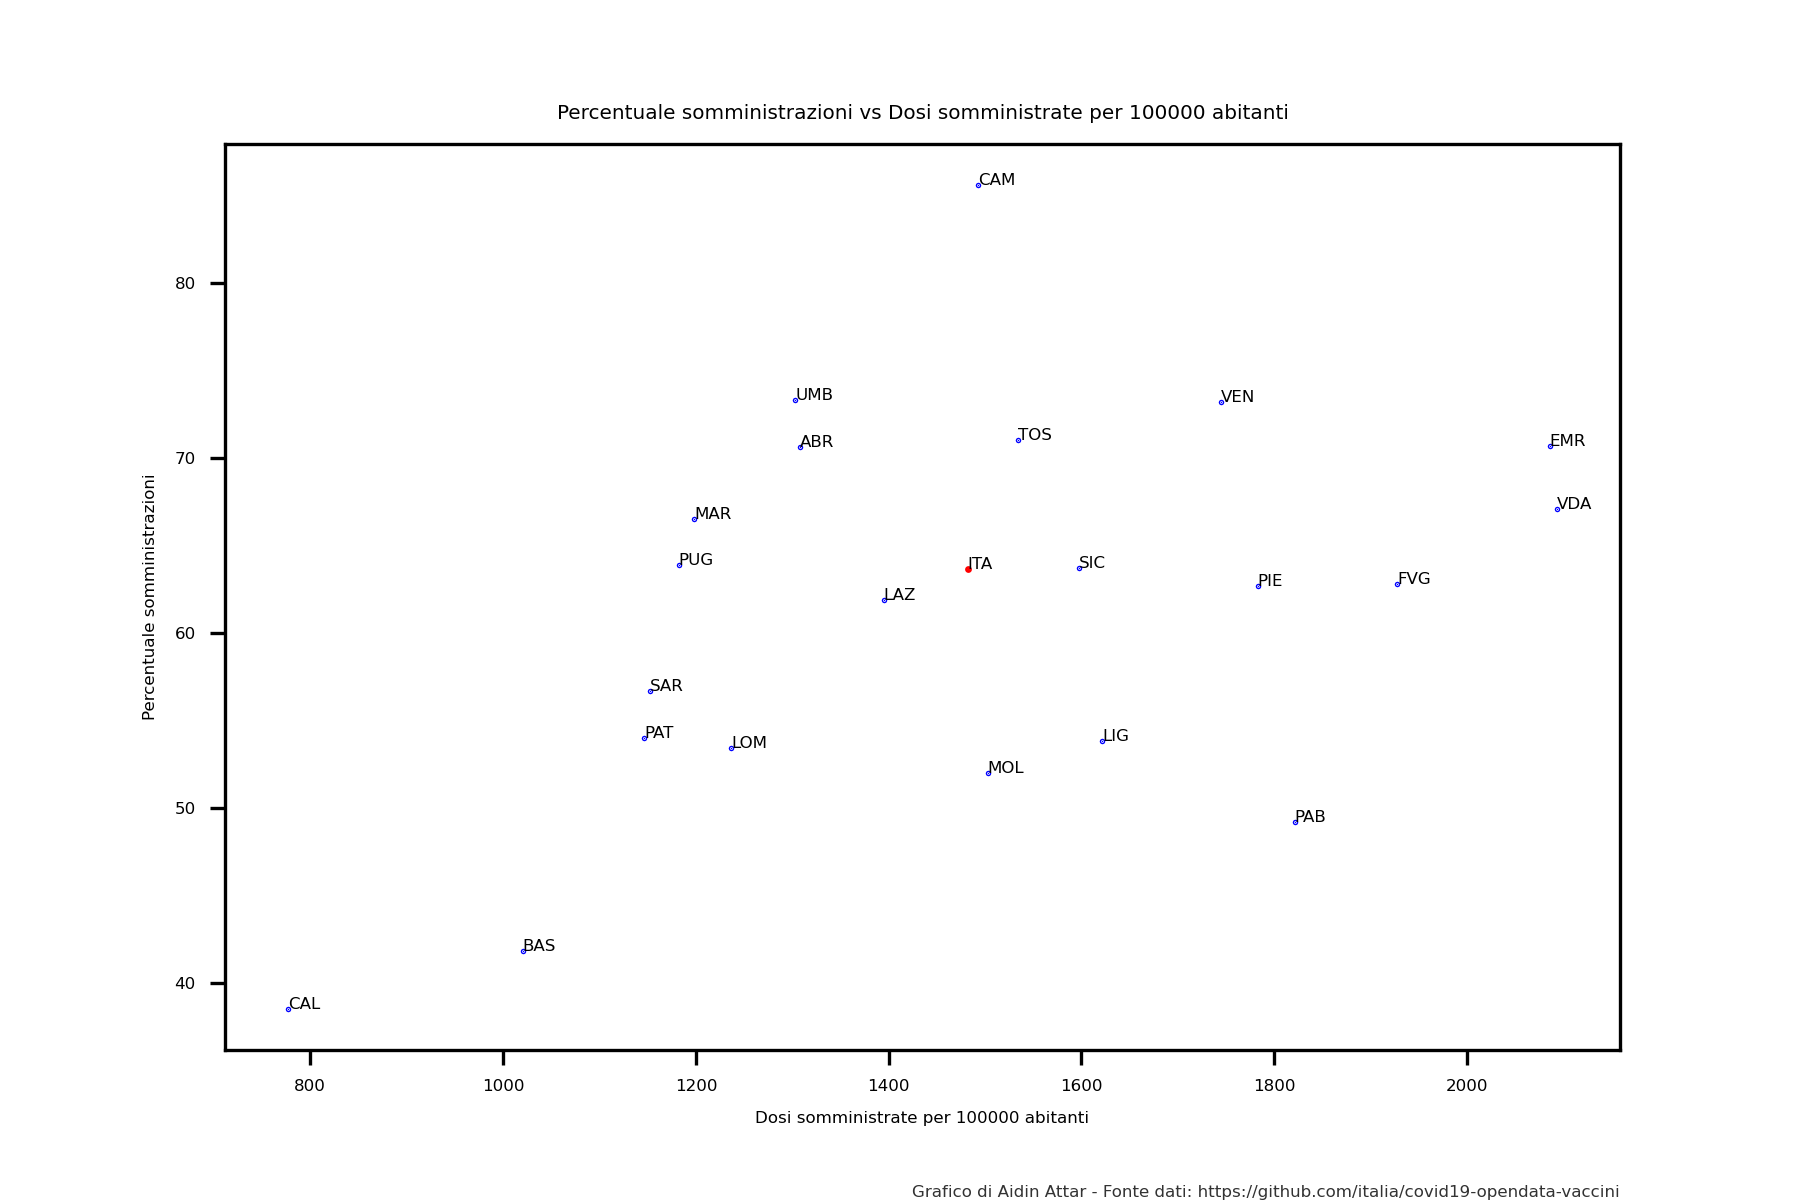 Percentuale somministrazioni vs Dosi somministrate per 100000 abitanti
CAM
80
UMB
VEN
TOS
ABR
EMR
70
VDA
MAR
PUG
ITA
SIC
PIE
FVG
LAZ
60
SAR
PAT
LOM
LIG
MOL
50
PAB
BAS
40
CAL
Percentuale somministrazioni
800 1000 1200 1400 1600 1800 2000
Dosi somministrate per 100000 abitanti
Grafico di Aidin Attar - Fonte dati: https://github.com/italia/covid19-opendata-vaccini